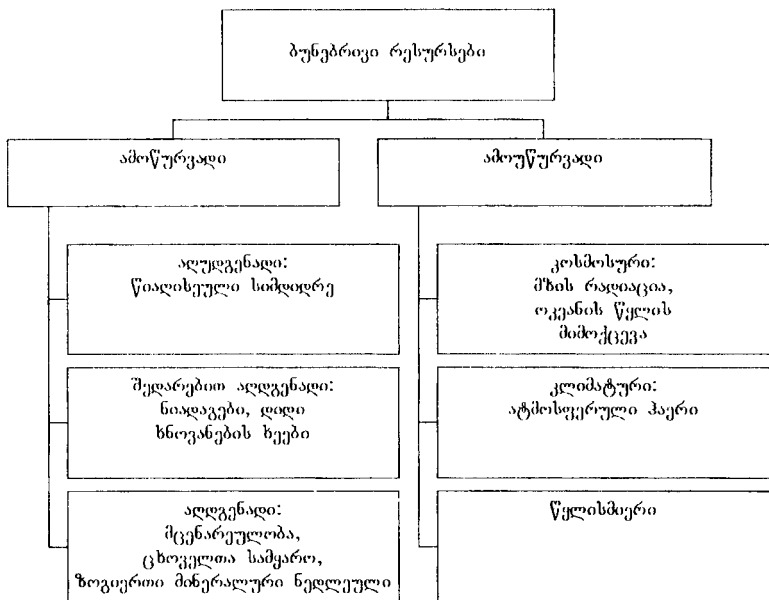 ბუნებრივი რესურსები
ამოწურვადი
ამოუწურვადი
აღუდგენადი:
წიაღისეული სიმდიდრე
შედარებით აღდგენადი:
ნიადაგები, დიდი
ხნოვანების ხეები
აღდგენადი:
მცენარეულობა,
ცხოველთა სამყარო,
ზოგიერთი მინერალური ნედლეული
კოსმოსური:
მზის რადიაცია,
ოკეანის წყლის
მიმოქცევა
კლიმატური:
ატმოსფერული ჰაერი
წყლისმიერი